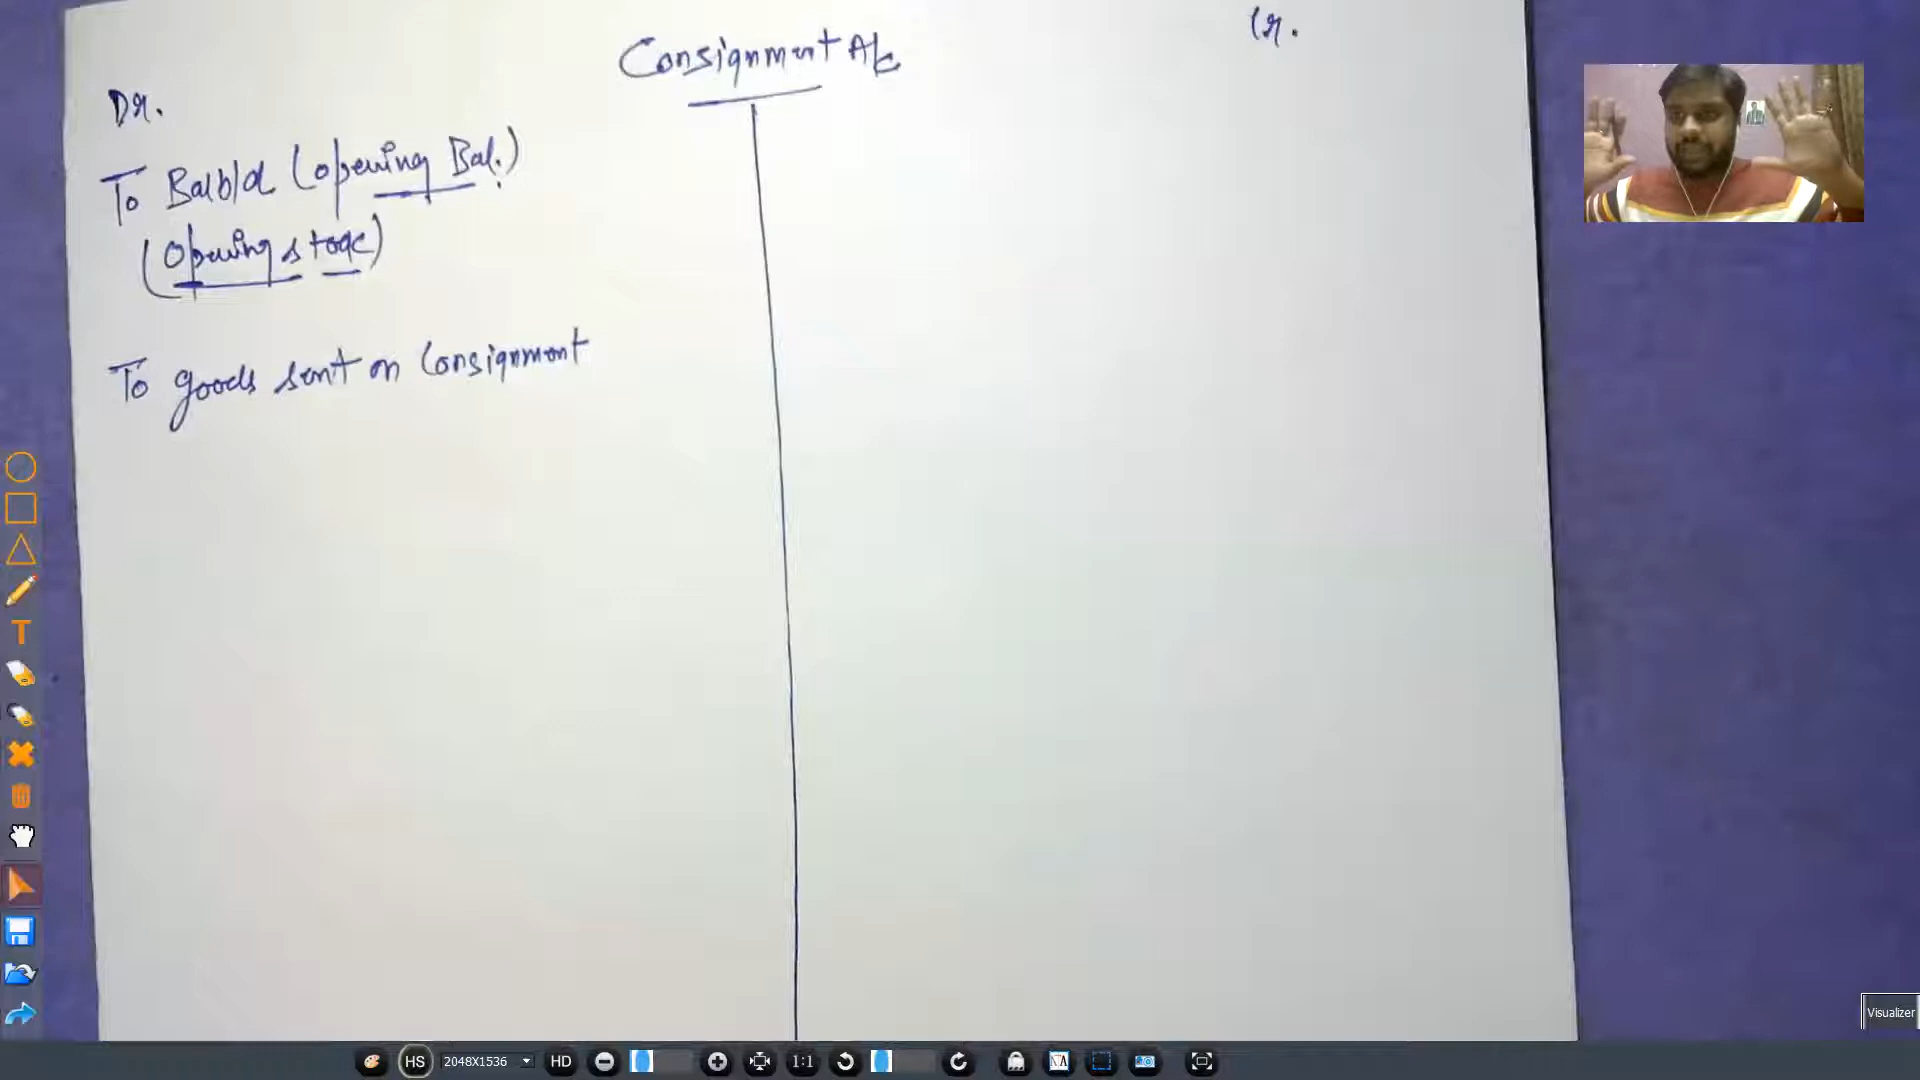 Consignment A/c
Cr.
Dr.
To Balb/d (opening Bal.)
(Opening stock)
To goods sent on Consignment
T
HS
2048X1536
HD
1:1
Visualizer